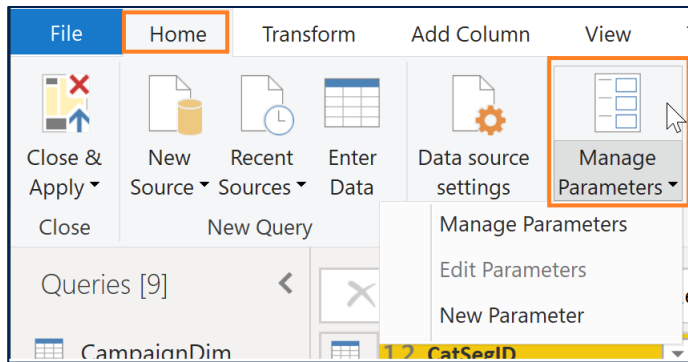 File Home Transform Add Column View
Close & New Recent Enter Data source Manage
Apply Source Sources Data settings Parameters
Close New Query
Manage Parameters
Queries [9]
Edit Parameters
New Parameter
CampaignDim
1 2 CatSegID